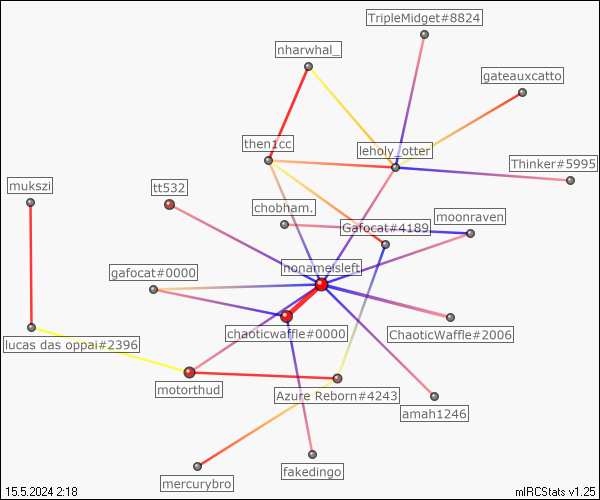 TripleMidget#8824
nharwhal_
gateauxcatto
then1cc
leholy_otter
Thinker#5995
mukszi
tt532
chobham.
moonraven
Gafocat#4189
nonameisleft
gafocat#0000
chaoticwaffle#0000
ChaoticWaffle#2006
lucas das oppai#2396
motorthud
Azure Reborn#4243
amah1246
fakedingo
mercurybro
15.5.2024 2:18
mIRCStats v1.25